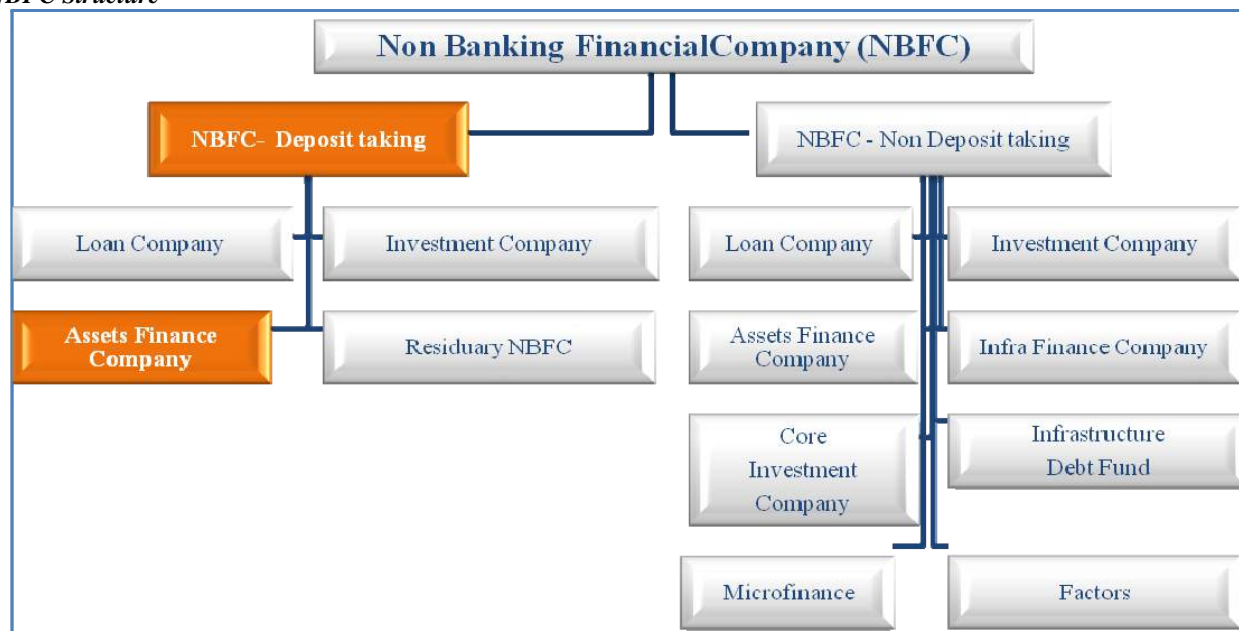 Non Banking FinancialCompany (NBFC)
NBFC- Deposit taking
NBFC - Non Deposit taking
Loan Company
Investment Company
Assets Finance
Company
Residuary NBFC
Loan Company
Investment Company
Assets Finance
Company
Infra Finance Company
Core
Investment
Company
Infrastructure
Debt Fund
Microfinance
Factors